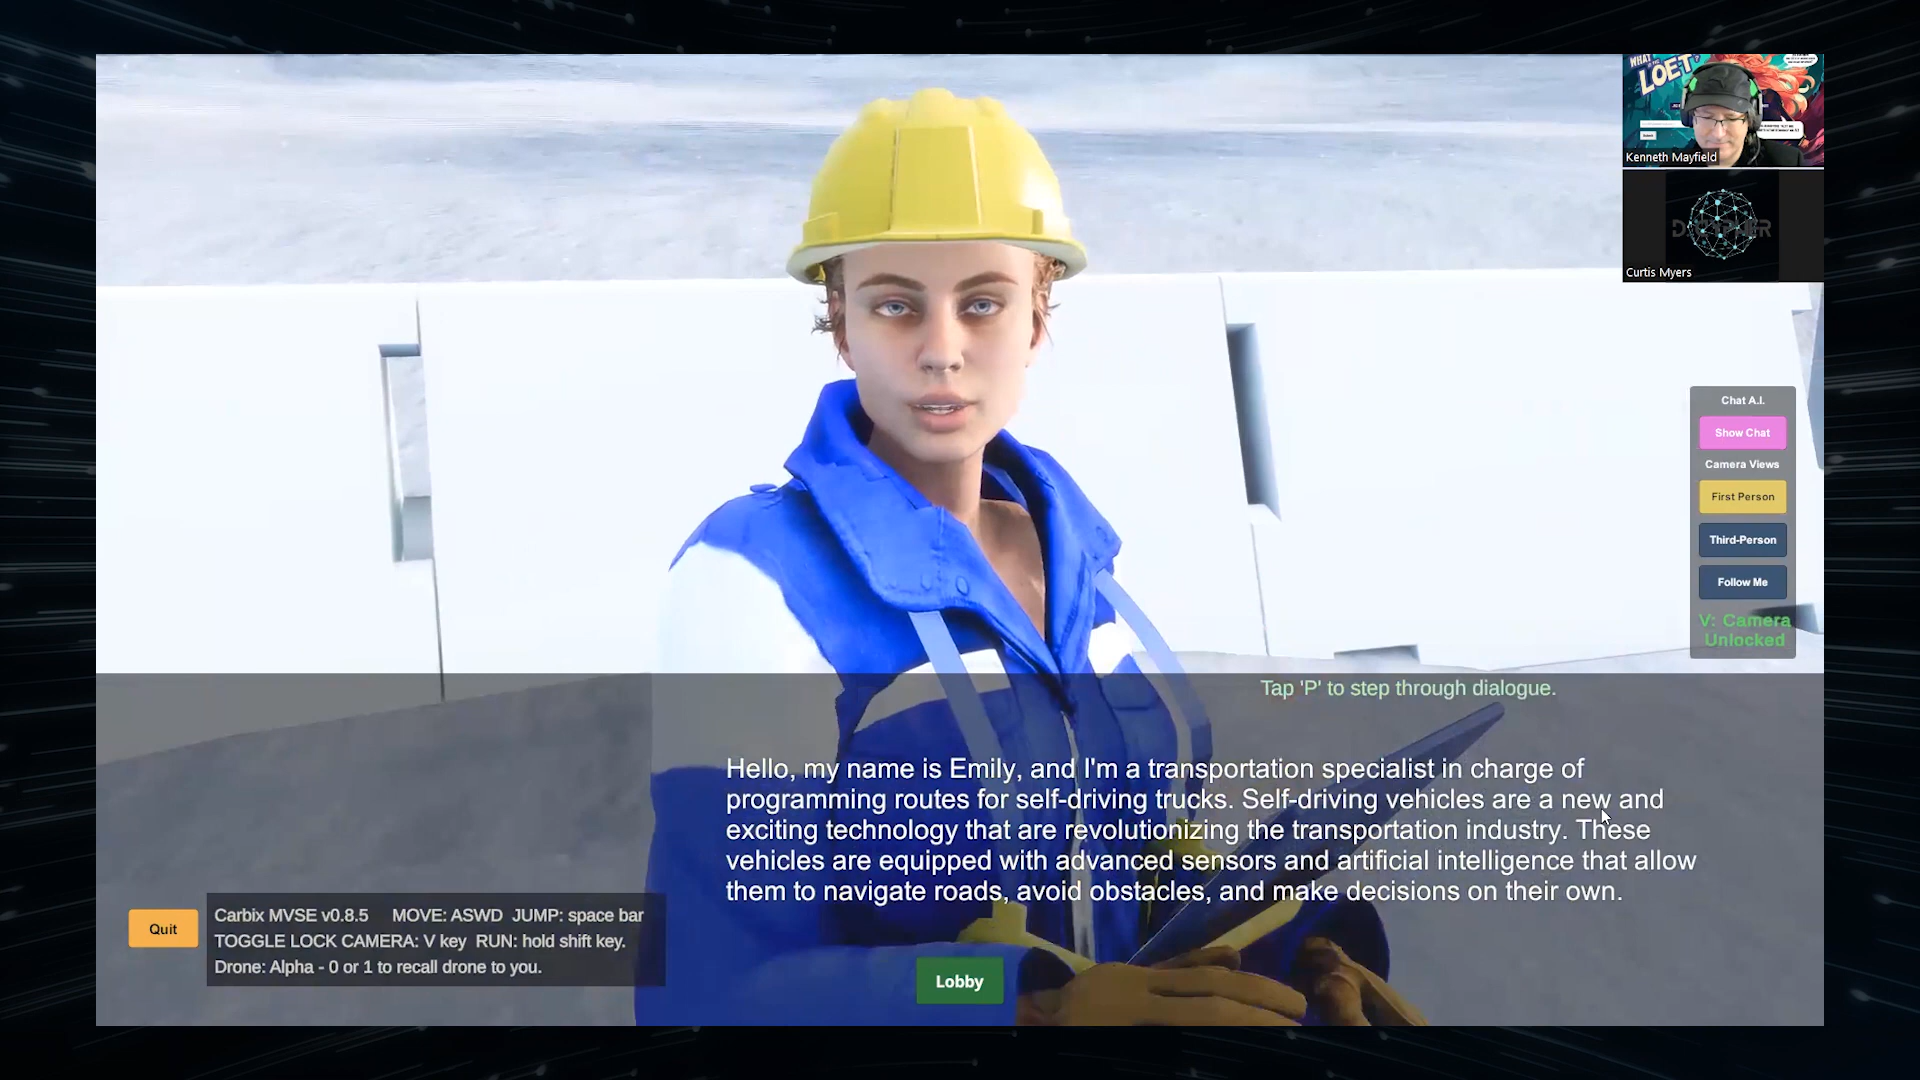 WHAT
LOET?
Kenneth Mayfield
Curtis Myers
Chat A.I.
Show Chat
Camera Views
First Person
Third-Person
Follow Me
V: Camera
Unlocked
Tap 'P' to step through dialogue.
Hello, my name is Emily, and I'm a transportation specialist in charge of
programming routes for self-driving trucks. Self-driving vehicles are a new and
exciting technology that are revolutionizing the transportation industry. These
vehicles are equipped with advanced sensors and artificial intelligence that allow
them to navigate roads, avoid obstacles, and make decisions on their own.
Quit
Carbix MVSE v0.8.5 MOVE: ASWD JUMP: space bar
TOGGLE LOCK CAMERA: V key RUN: hold shift key.
Drone: Alpha - 0 or 1 to recall drone to you.
Lobby